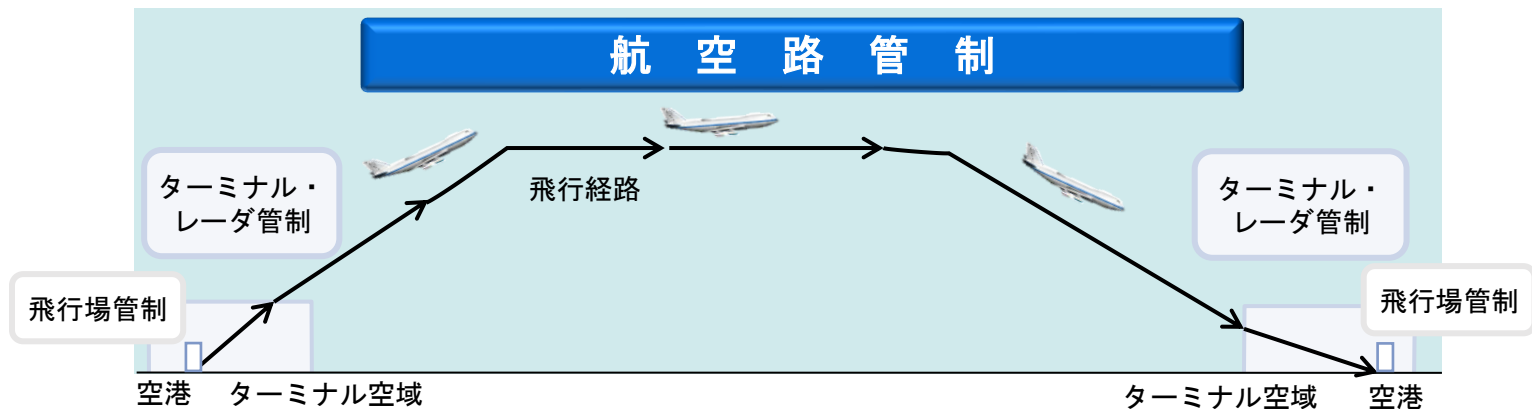 航空路管制
ターミナル・
レーダ管制
飛行経路
ターミナル・
レーダ管制
飛行場管制
飛行場管制
空港
ターミナル空域
ターミナル空域
空港